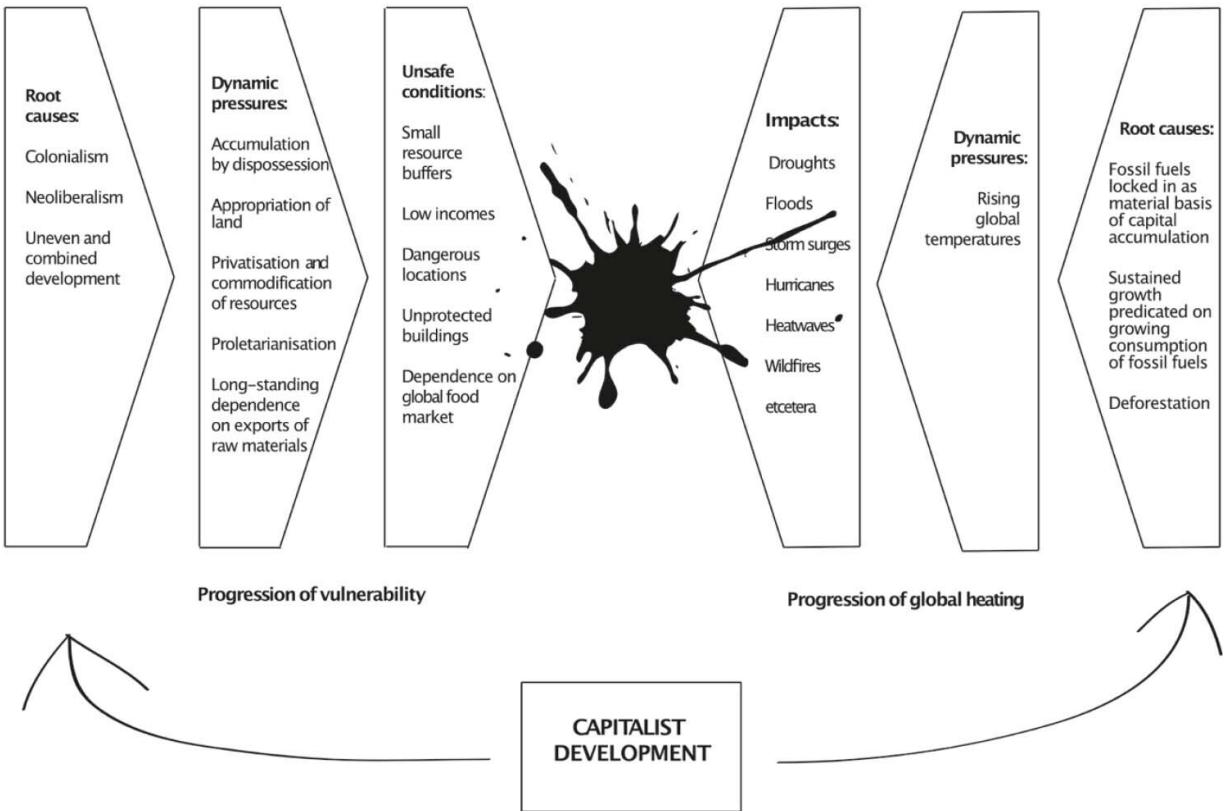 Root
causes:
Colonialism
Neoliberalism
Uneven and
combined
development
Dynamic
pressures:
Accumulation
by dispossession
Appropriation of
land
Privatisation and
commodification
of resources
Proletarianisation
Long-standing
dependence
on exports of
raw materials
Unsafe
conditions:
Small
resource
buffers
Low incomes
Dangerous
locations
Unprotected
buildings
Dependence on
global food
market
Impacts:
Droughts
Floods
Storm surges
Hurricanes
Heatwaves
Wildfires
etcetera
Dynamic
pressures:
Rising
global
temperatures
Root causes:
Fossil fuels
locked in as
material basis
of capital
accumulation
Sustained
growth
predicated on
growing
consumption
of fossil fuels
Deforestation
Progression of vulnerability
Progression of global heating
CAPITALIST
DEVELOPMENT